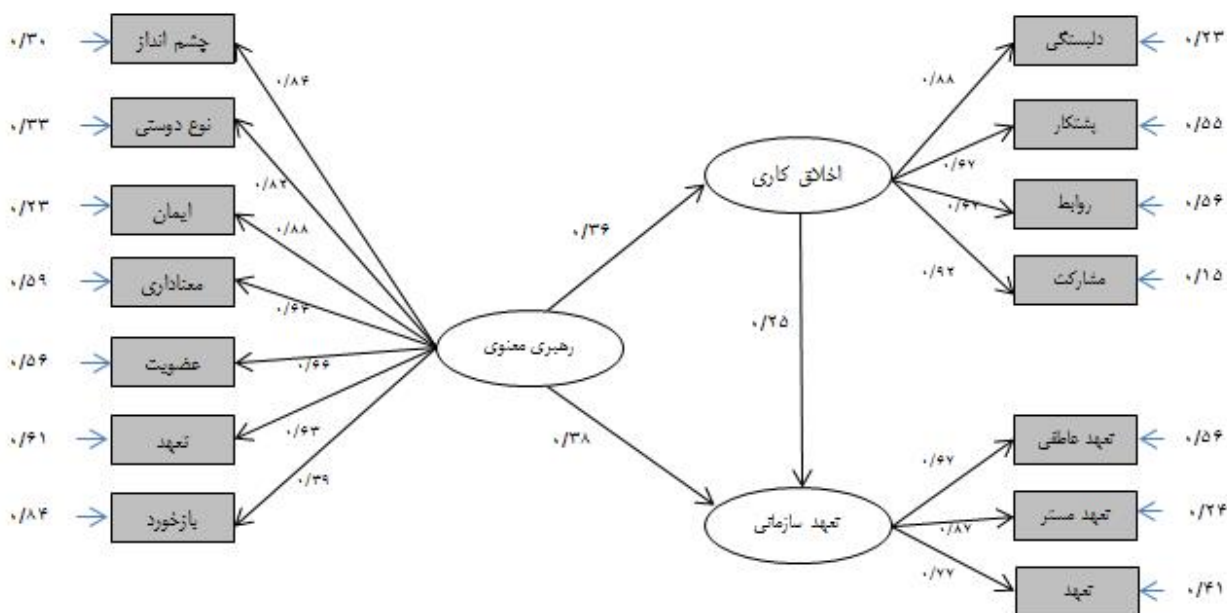 ۰/۳۰
چشم انداز
۰/۸۴
۰/۳۳
نوع دوستی
۰/۸۲
۰/۲۳
ایمان
۰/۸۸
۰/۵۹
معناداری
۰/۶۴
۰/۵۶
عضویت
۰/۶۶
۰/۶۱
تعهد
۰/۶۳
۰/۸۴
بازخورد
۰/۳۹
رهبری معنوی
۰/۳۶
۰/۳۸
اخلاق کاری
۰/۲۵
تعهد سازمانی
۰/۸۸
دلبستگی
۰/۲۳
۰/۶۷
پشتکار
۰/۵۵
روابط
۰/۵۶
۰/۹۲
مشارکت
۰/۱۵
۰/۶۷
تعهد عاطفی
۰/۵۶
۰/۸۷
تعهد مستر
۰/۲۴
۰/۷۷
تعهد
۰/۴۱